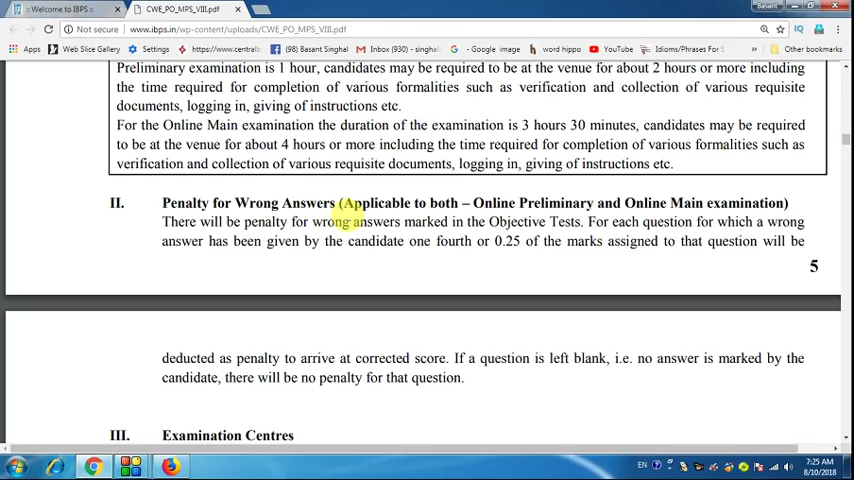 :: Welcome to IBPS :: × CWE_PO_MPS_VIII.pdf × Basant
Not secure | www.ibps.in/wp-content/uploads/CWE_PO_MPS_VIII.pdf
Apps Web Slice Gallery Settings https://www.central (98) Basant Singhal Inbox (930) - singha G - Google image word hippo YouTube Idioms/Phrases For S » Other bookmarks
Preliminary examination is 1 hour, candidates may be required to be at the venue for about 2 hours or more including
the time required for completion of various formalities such as verification and collection of various requisite
documents, logging in, giving of instructions etc.
For the Online Main examination the duration of the examination is 3 hours 30 minutes, candidates may be required
to be at the venue for about 4 hours or more including the time required for completion of various formalities such as
verification and collection of various requisite documents, logging in, giving of instructions etc.
II. Penalty for Wrong Answers (Applicable to both – Online Preliminary and Online Main examination)
There will be penalty for wrong answers marked in the Objective Tests. For each question for which a wrong
answer has been given by the candidate one fourth or 0.25 of the marks assigned to that question will be
5
deducted as penalty to arrive at corrected score. If a question is left blank, i.e. no answer is marked by the
candidate, there will be no penalty for that question.
III. Examination Centres
EN 7:25 AM
8/10/2018